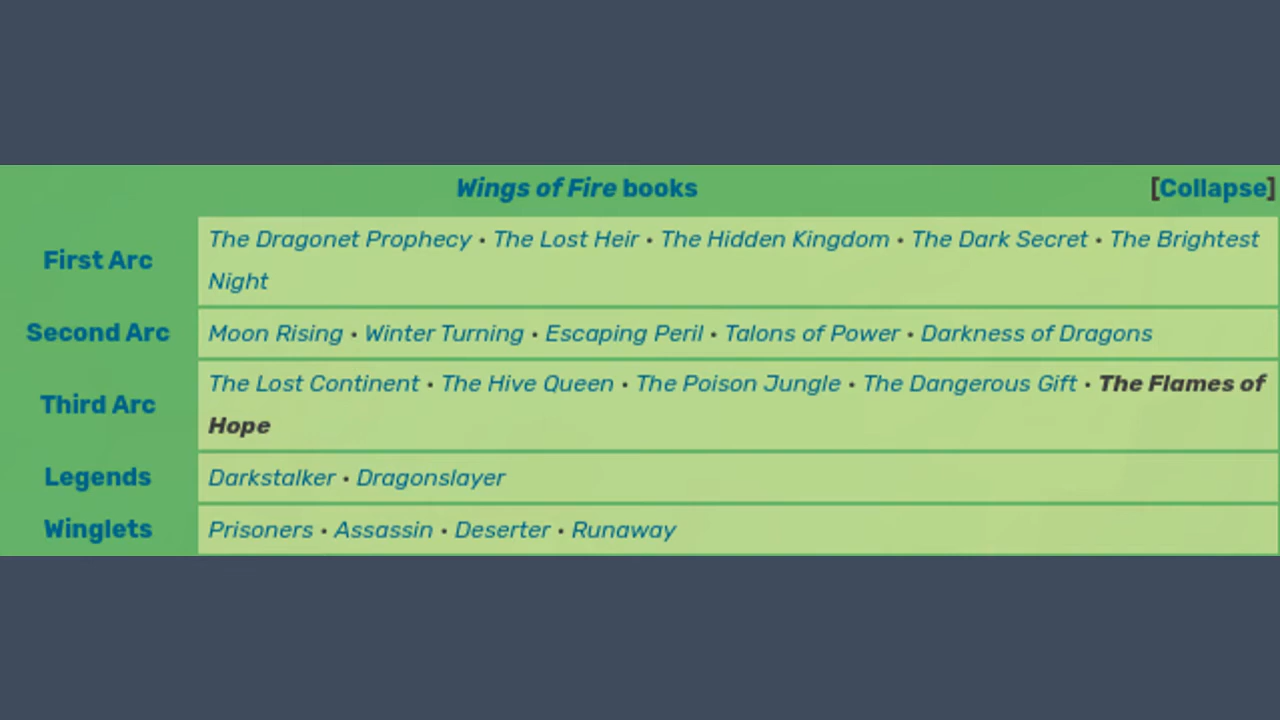 Wings of Fire books [Collapse]
First Arc
The Dragonet Prophecy • The Lost Heir • The Hidden Kingdom • The Dark Secret • The Brightest
Night
Second Arc
Moon Rising • Winter Turning • Escaping Peril • Talons of Power • Darkness of Dragons
Third Arc
The Lost Continent • The Hive Queen • The Poison Jungle • The Dangerous Gift • The Flames of
Hope
Legends
Darkstalker • Dragonslayer
Winglets
Prisoners • Assassin • Deserter • Runaway